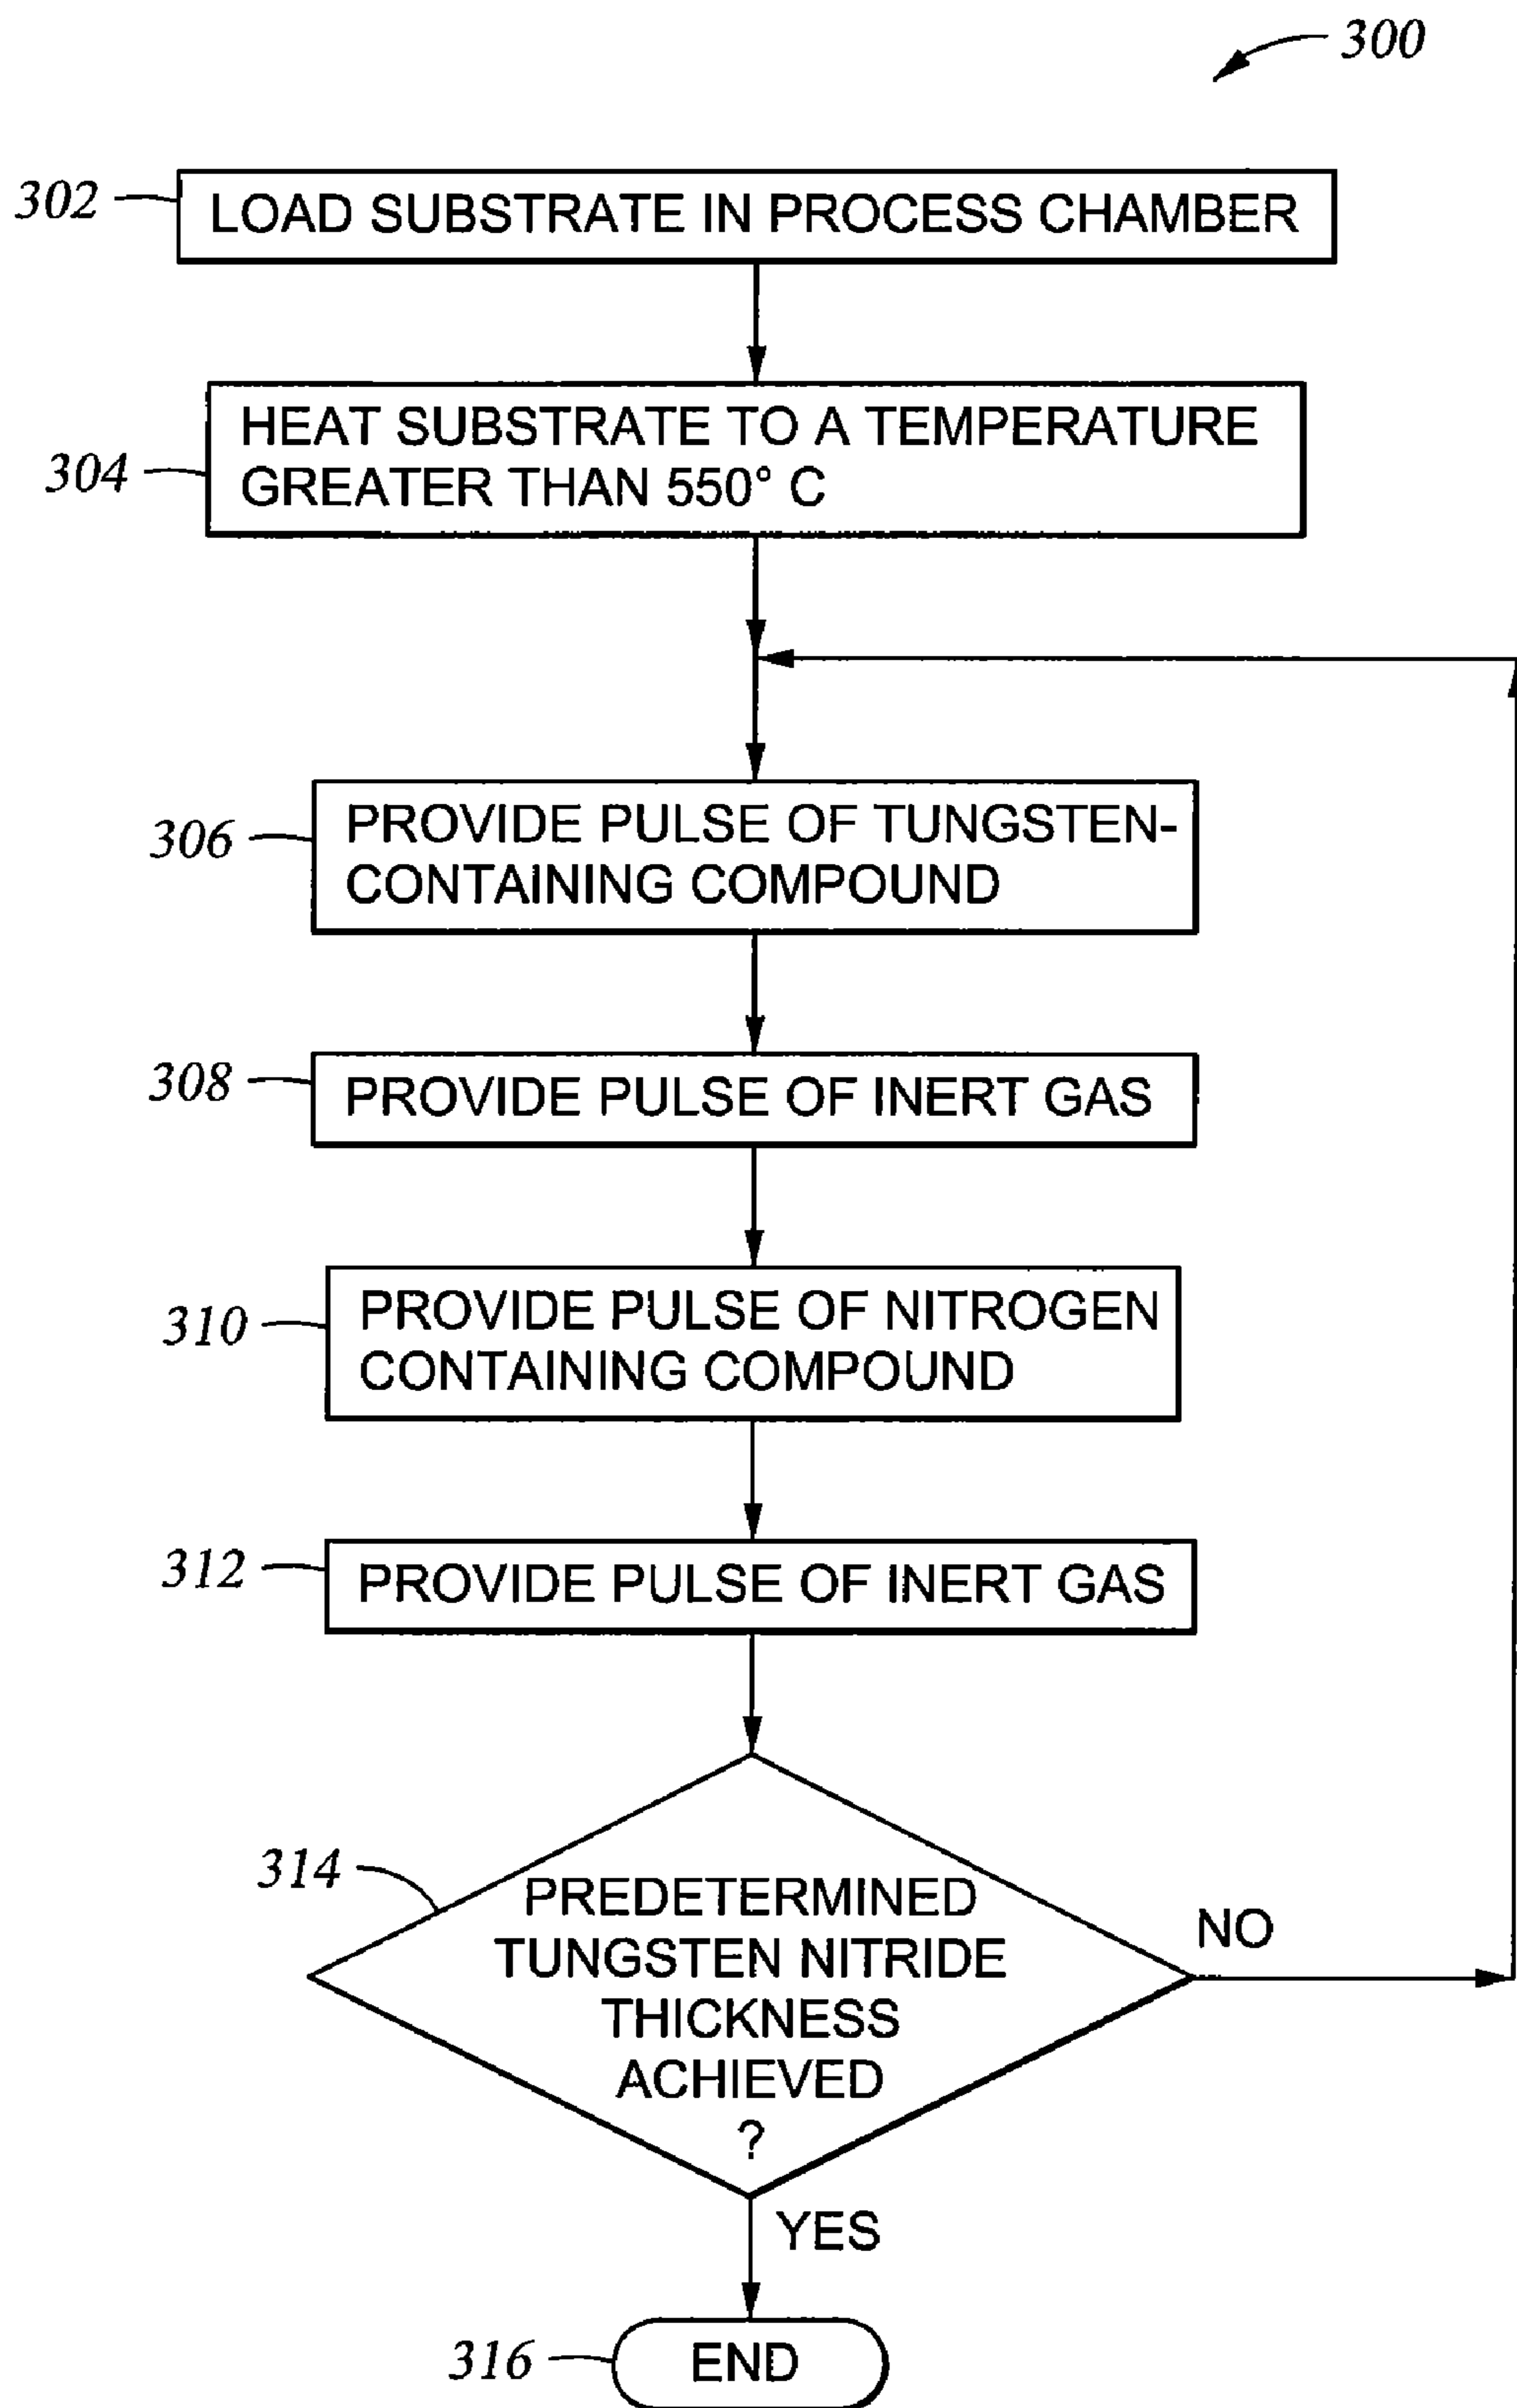 300
302
LOAD SUBSTRATE IN PROCESS CHAMBER
304
HEAT SUBSTRATE TO A TEMPERATURE
GREATER THAN 550° C
306
PROVIDE PULSE OF TUNGSTEN-
CONTAINING COMPOUND
308
PROVIDE PULSE OF INERT GAS
310
PROVIDE PULSE OF NITROGEN
CONTAINING COMPOUND
312
PROVIDE PULSE OF INERT GAS
314
PREDETERMINED
TUNGSTEN NITRIDE
THICKNESS
ACHIEVED
?
NO
YES
316
END